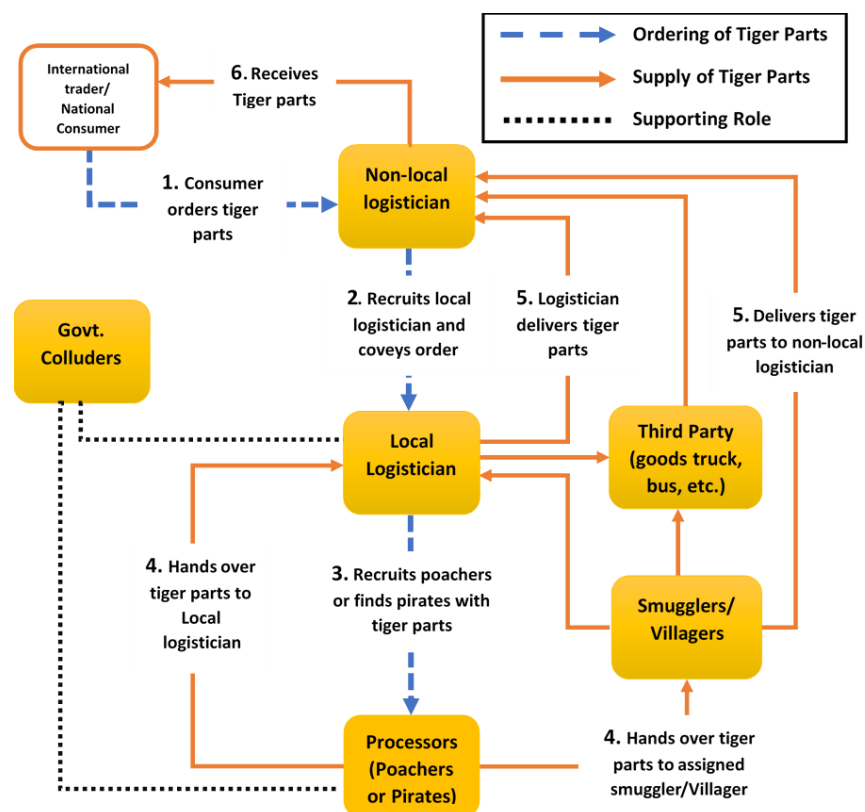 Ordering of Tiger Parts
Supply of Tiger Parts
Supporting Role
International
trader/
National
Consumer
6. Receives
Tiger parts
1. Consumer
orders tiger
parts
Non-local
logistician
2. Recruits local
logistician and
coveys order
5. Logistician
delivers tiger
parts
5. Delivers tiger
parts to non-local
logistician
Govt.
Colluders
Local
Logistician
Third Party
(goods truck,
bus, etc.)
4. Hands over
tiger parts to
Local
logistician
3. Recruits poachers
or finds pirates with
tiger parts
Smugglers/
Villagers
Processors
(Poachers
or Pirates)
4. Hands over tiger
parts to assigned
smuggler/Villager